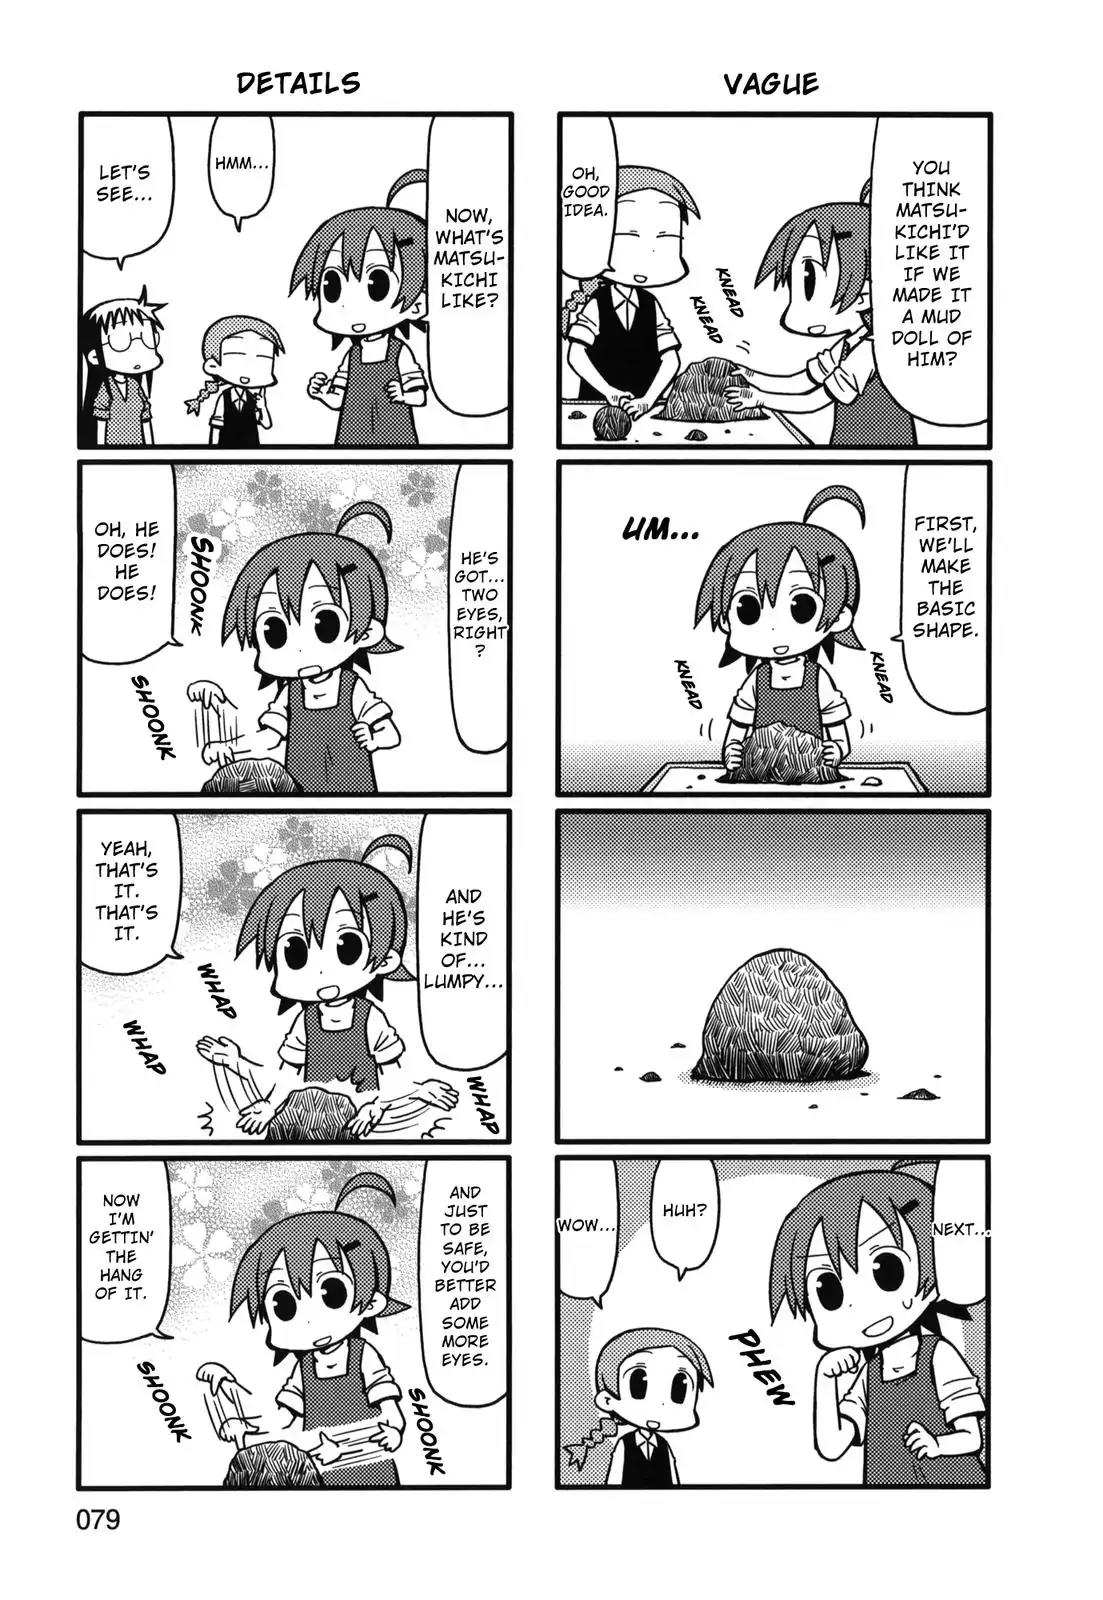 VAGUE
YOU
THINK
MATSU-
KICHI'D
LIKE IT
IF WE
MADE IT
A MUD
DOLL OF
HIM?
OH,
GOOD
IDEA.
KNEAD
KNEAD
FIRST,
WE'LL
MAKE
THE
BASIC
SHAPE.
UM...
KNEAD
KNEAD
NEXT...
HUH?
WOW...
PHEW
DETAILS
NOW,
WHAT'S
MATSU-
KICHI
LIKE?
HMM...
LET'S
SEE...
HE'S
GOT...
TWO
EYES,
RIGHT
?
OH, HE
DOES!
HE
DOES!
SHOONK
SHOONK
AND
HE'S
KIND
OF...
LUMPY...
YEAH,
THAT'S
IT.
THAT'S
IT.
WHAP
WHAP
WHAP
AND
JUST
TO BE
SAFE,
YOU'D
BETTER
ADD
SOME
MORE
EYES.
NOW
I'M
GETTIN'
THE
HANG
OF IT.
SHOONK
SHOONK
079